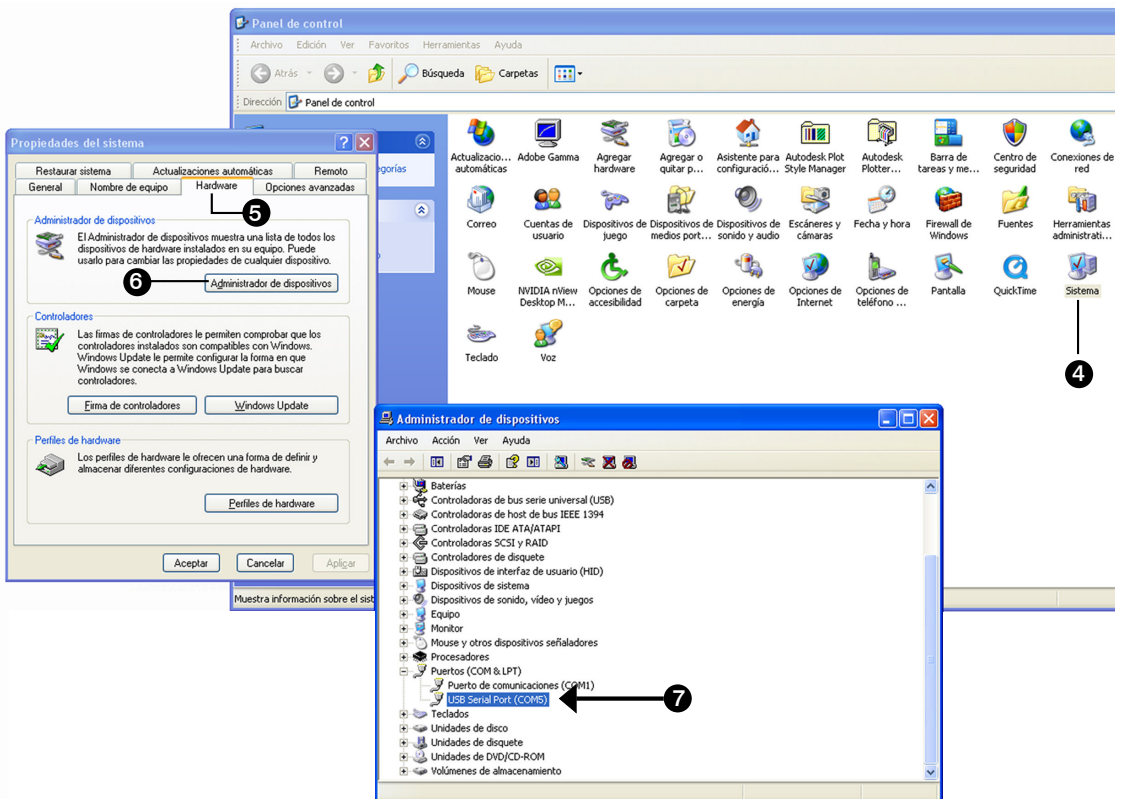 Panel de control
Archivo Edición Ver Favoritos Herramientas Ayuda
Atrás Búsqueda Carpetas
Dirección Panel de control
egorías
Actualizacio... automáticas
Adobe Gamma
Agregar hardware
Agregar o quitar p...
Asistente para configuració...
Autodesk Plot Style Manager
Autodesk Plotter...
Barra de tareas y me...
Centro de seguridad
Conexiones de red
Correo
Cuentas de usuario
Dispositivos de juego
Dispositivos de medios port...
Dispositivos de sonido y audio
Escáneres y cámaras
Fecha y hora
Firewall de Windows
Fuentes
Herramientas administrati...
Mouse
NVIDIA nView Desktop M...
Opciones de accesibilidad
Opciones de carpeta
Opciones de energía
Opciones de Internet
Opciones de teléfono ...
Pantalla
QuickTime
Sistema
Teclado
Voz
4
Muestra información sobre el sist
Propiedades del sistema
Restaurar sistema Actualizaciones automáticas Remoto
General Nombre de equipo Hardware Opciones avanzadas
5
Administrador de dispositivos
El Administrador de dispositivos muestra una lista de todos los
dispositivos de hardware instalados en su equipo. Puede
usarlo para cambiar las propiedades de cualquier dispositivo.
6
Administrador de dispositivos
Controladores
Las firmas de controladores le permiten comprobar que los
controladores instalados son compatibles con Windows.
Windows Update le permite configurar la forma en que
Windows se conecta a Windows Update para buscar
controladores.
Firma de controladores Windows Update
Perfiles de hardware
Los perfiles de hardware le ofrecen una forma de definir y
almacenar diferentes configuraciones de hardware.
Perfiles de hardware
Aceptar Cancelar Aplicar
Administrador de dispositivos
Archivo Acción Ver Ayuda
Baterías
Controladoras de bus serie universal (USB)
Controladoras de host de bus IEEE 1394
Controladoras IDE ATA/ATAPI
Controladoras SCSI y RAID
Controladores de disquete
Dispositivos de interfaz de usuario (HID)
Dispositivos de sistema
Dispositivos de sonido, vídeo y juegos
Equipo
Monitor
Mouse y otros dispositivos señaladores
Procesadores
Puertos (COM & LPT)
Puerto de comunicaciones (COM1)
USB Serial Port (COM5)
7
Teclados
Unidades de disco
Unidades de disquete
Unidades de DVD/CD-ROM
Volúmenes de almacenamiento